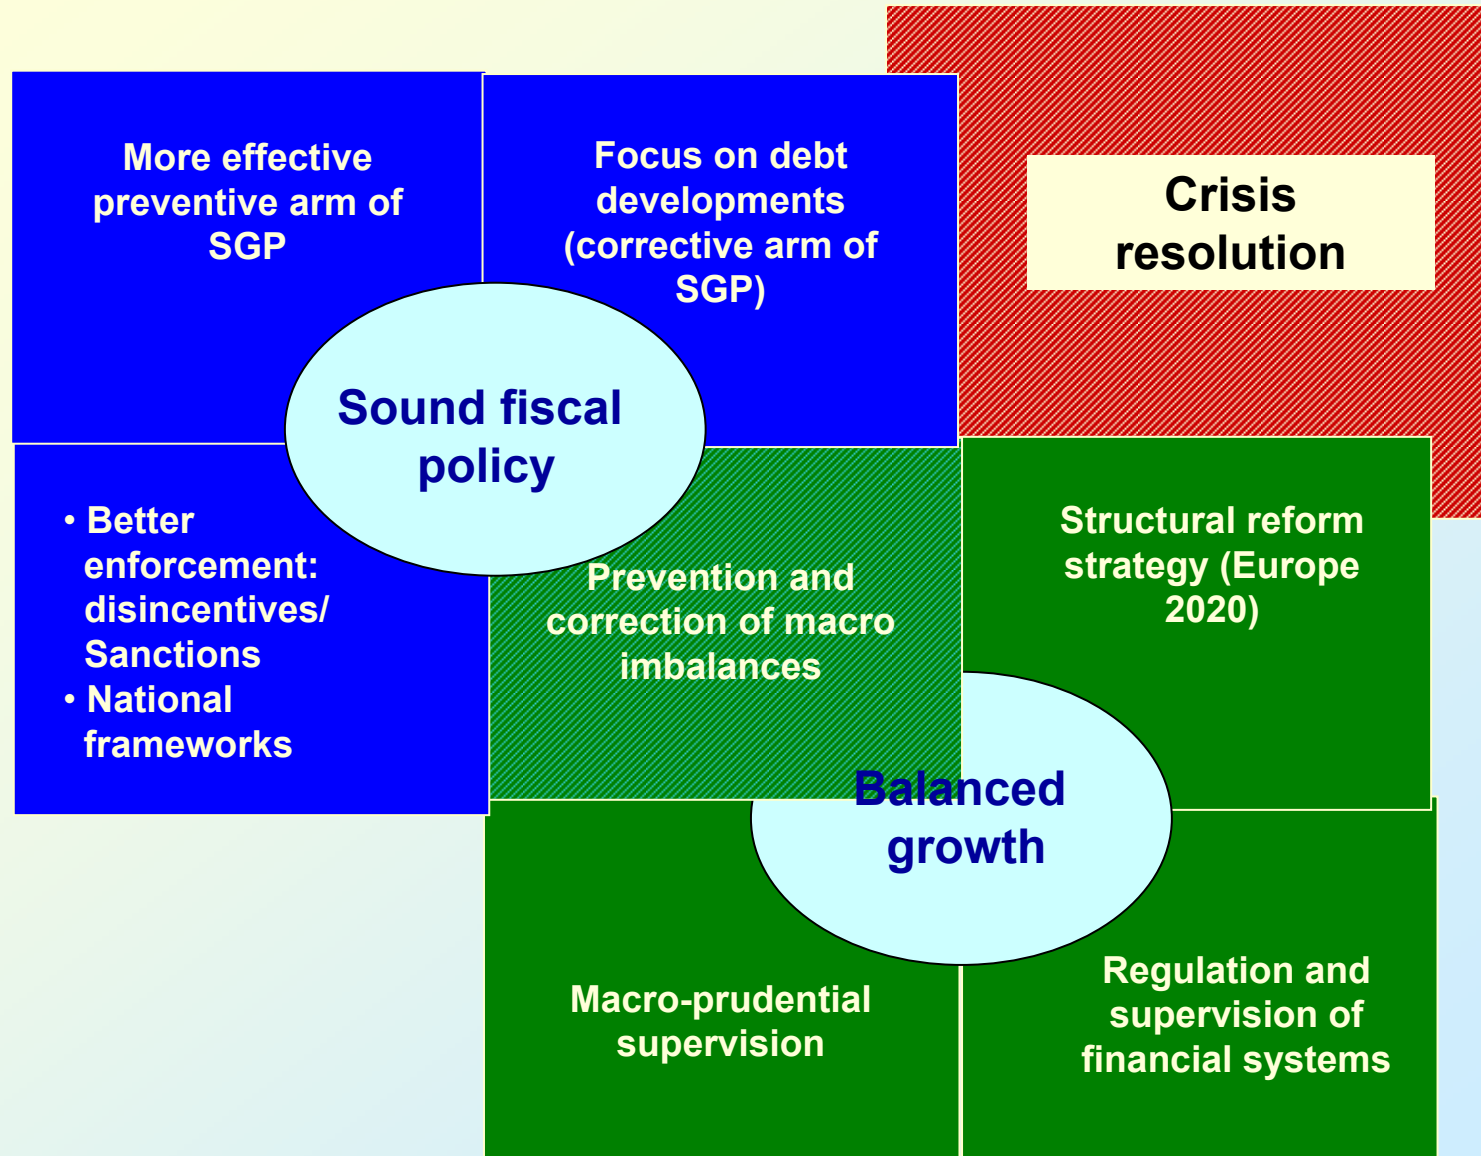 More effective
preventive arm of
SGP
Focus on debt
developments
(corrective arm of
SGP)
Crisis
resolution
Sound fiscal
policy
• Better
enforcement:
disincentives/
Sanctions
• National
frameworks
Prevention and
correction of macro
imbalances
Structural reform
strategy (Europe
2020)
Balanced
growth
Macro-prudential
supervision
Regulation and
supervision of
financial systems